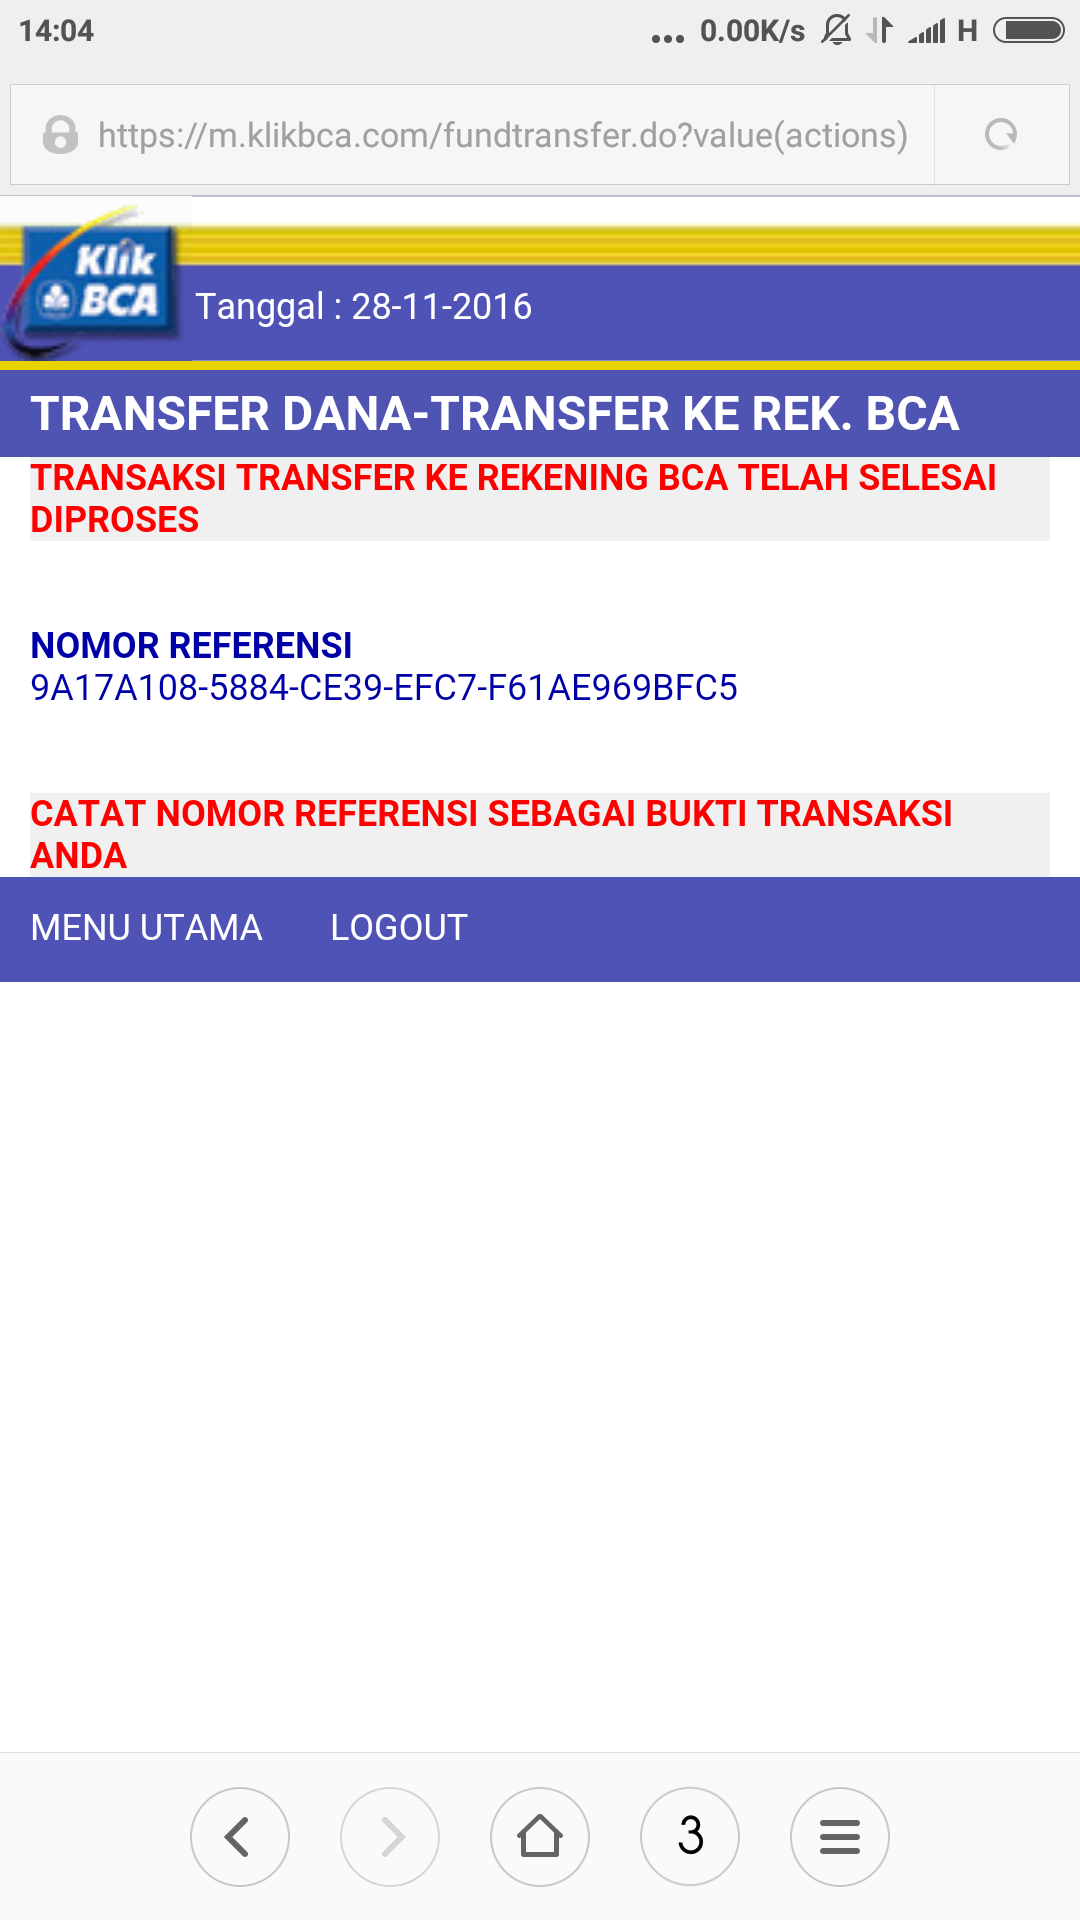 14:04
... 0.00K/s H
https://m.klikbca.com/fundtransfer.do?value(actions)
Klik
BCA
Tanggal : 28-11-2016
TRANSFER DANA-TRANSFER KE REK. BCA
TRANSAKSI TRANSFER KE REKENING BCA TELAH SELESAI
DIPROSES
NOMOR REFERENSI
9A17A108-5884-CE39-EFC7-F61AE969BFC5
CATAT NOMOR REFERENSI SEBAGAI BUKTI TRANSAKSI
ANDA
MENU UTAMA LOGOUT
3